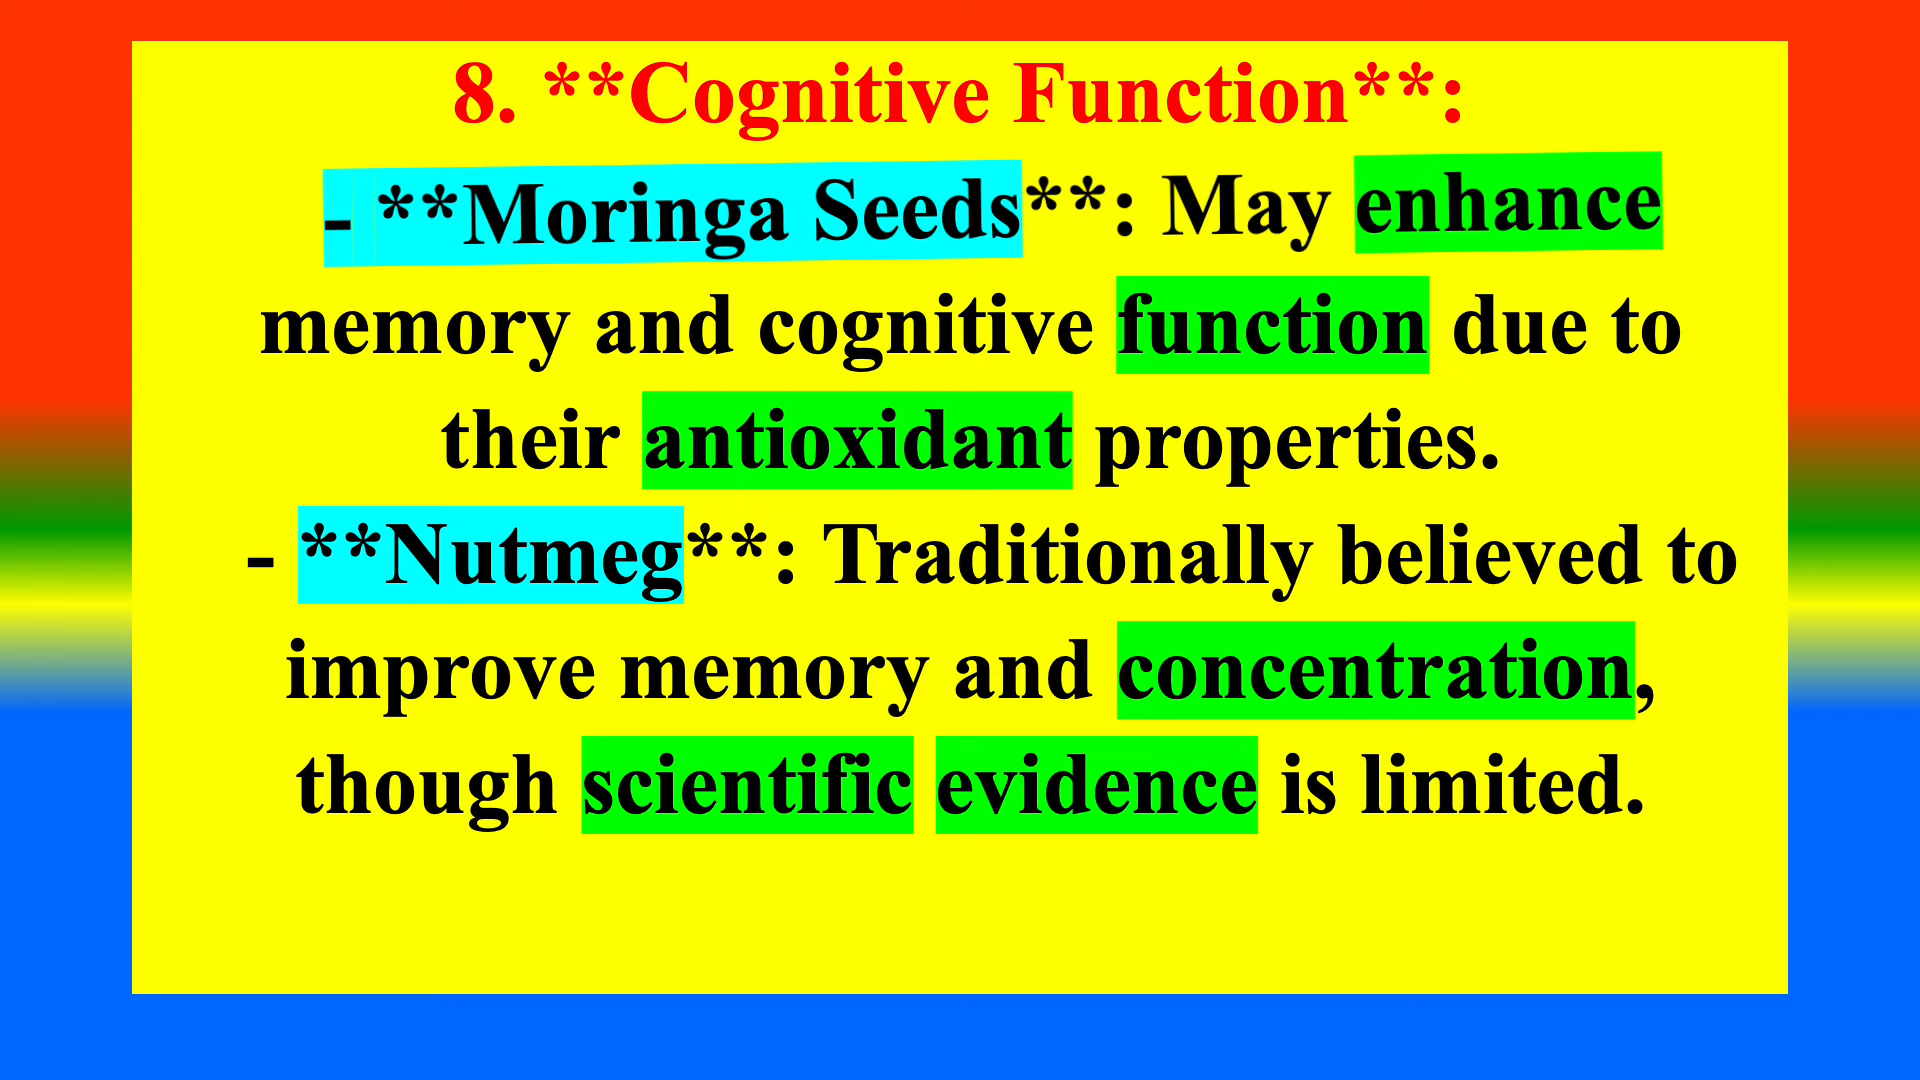 8. **Cognitive Function**:
- **Moringa Seeds**: May enhance
memory and cognitive function due to
their antioxidant properties.
- **Nutmeg**: Traditionally believed to
improve memory and concentration,
though scientific evidence is limited.